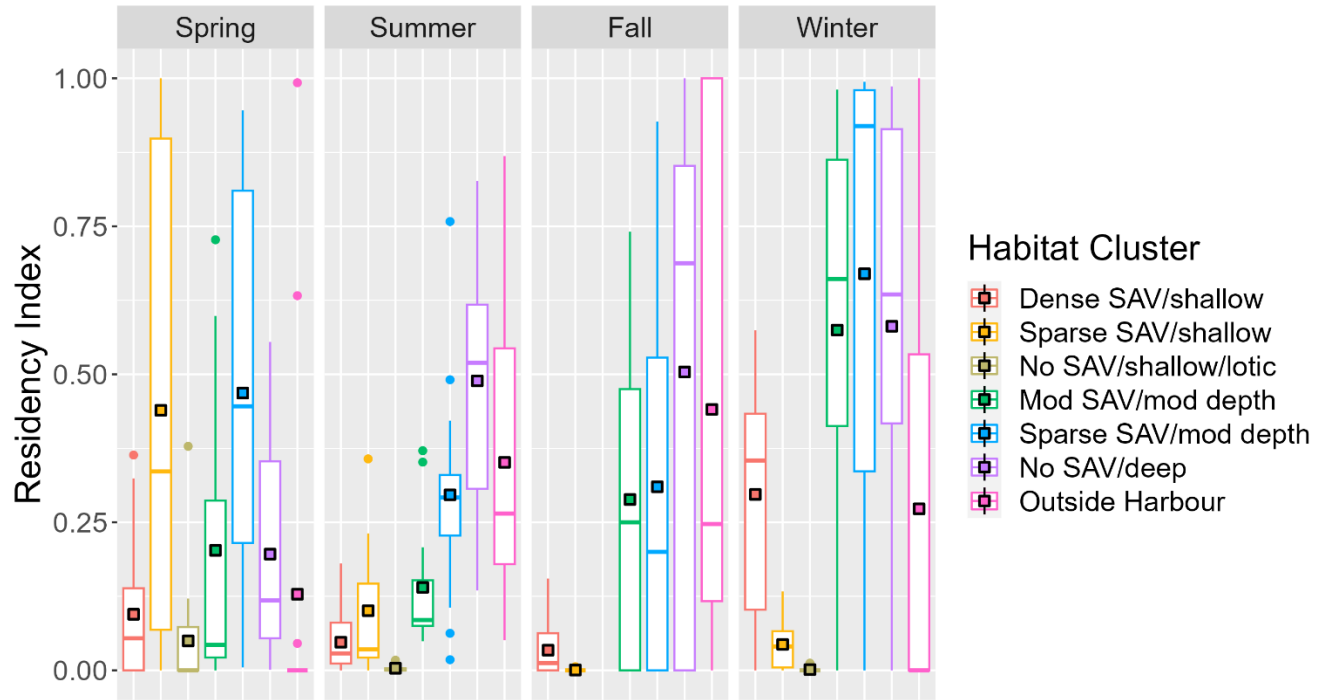 Spring Summer Fall Winter
1.00
0.75
0.50
0.25
0.00
Residency Index
Habitat Cluster
Dense SAV/shallow
Sparse SAV/shallow
No SAV/shallow/lotic
Mod SAV/mod depth
Sparse SAV/mod depth
No SAV/deep
Outside Harbour